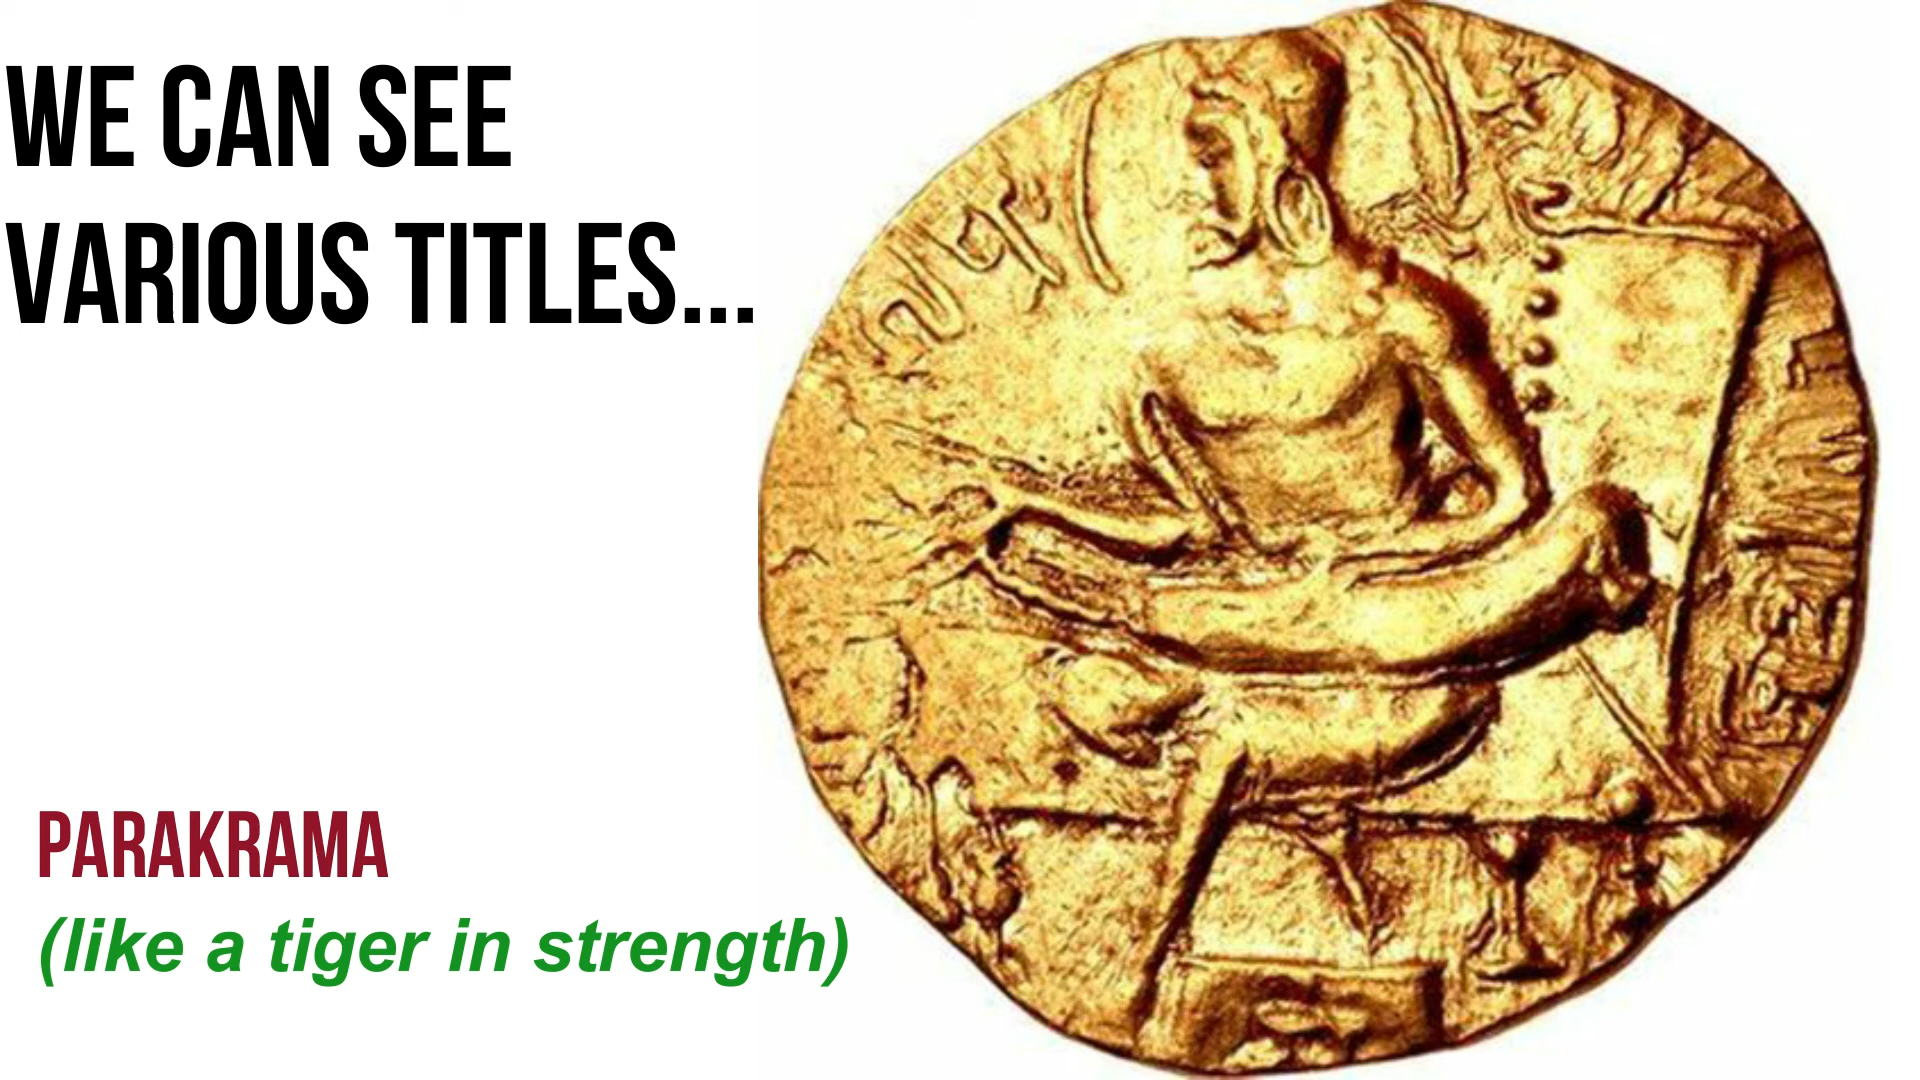 WE CAN SEE
VARIOUS TITLES...
PARAKRAMA
(like a tiger in strength)